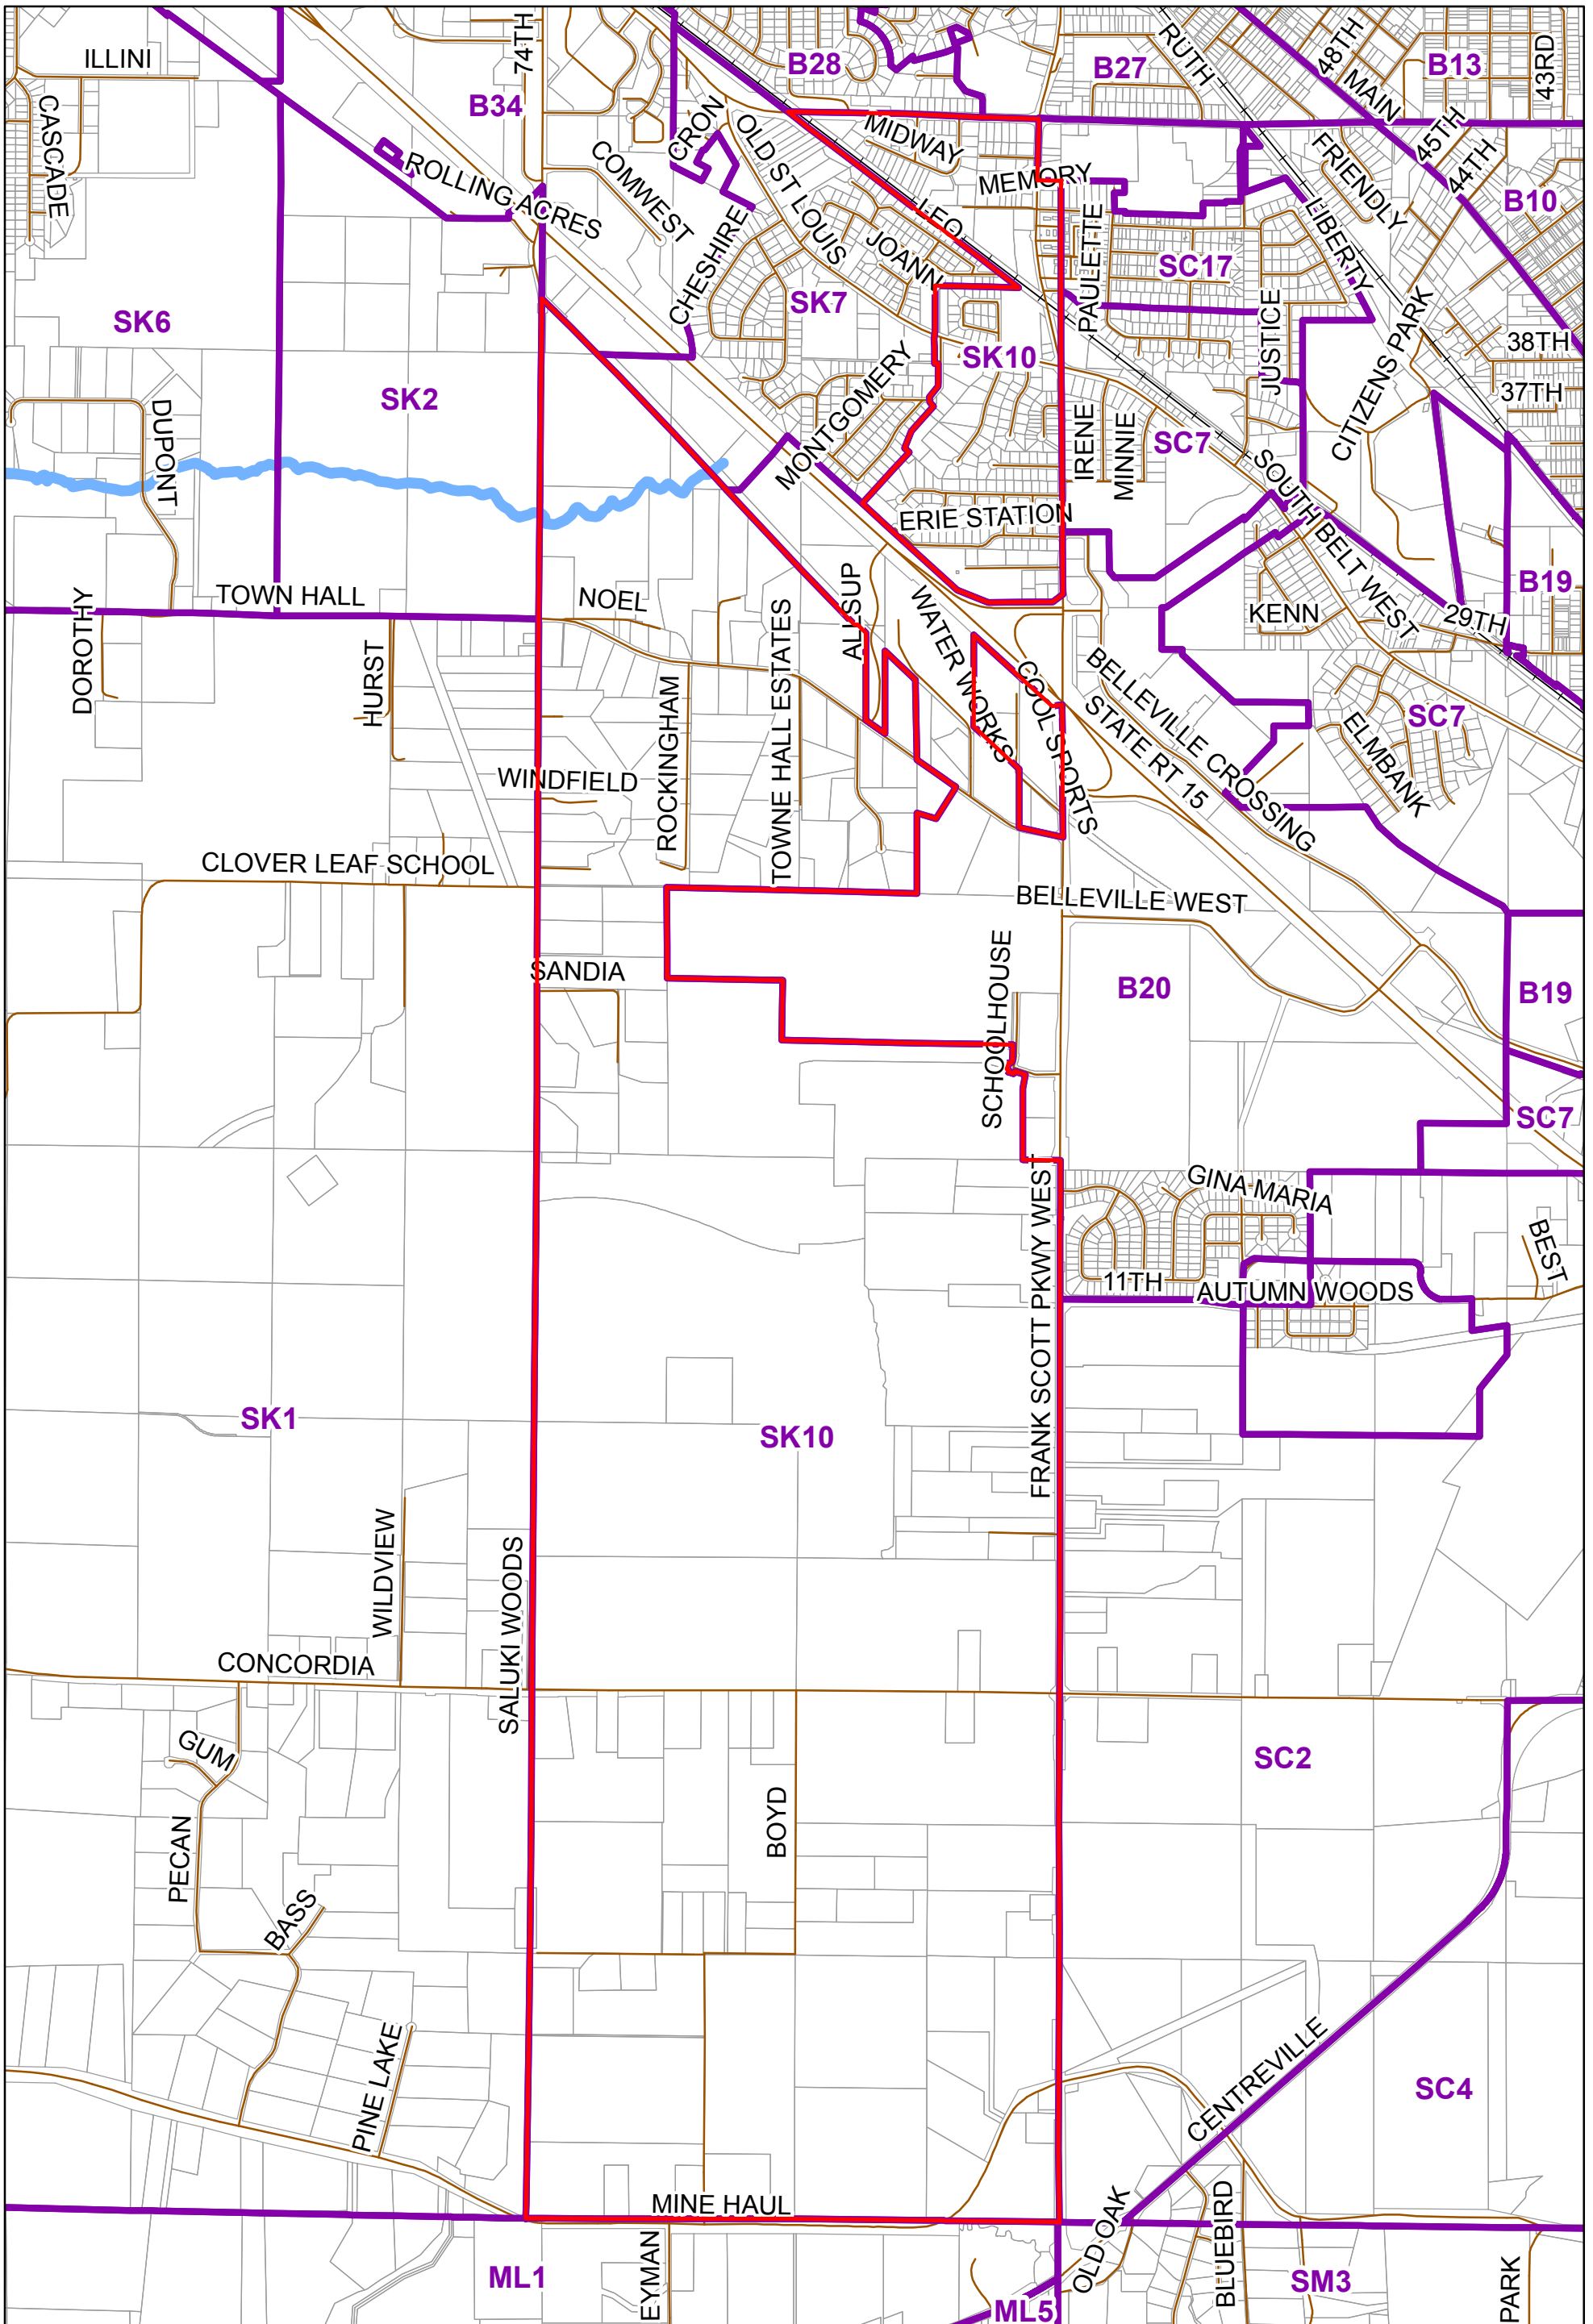 ILLINI
74TH
B28
B27
RUTH
48TH
MAIN
B13
43RD
CASCADE
B34
CRON
OLD ST LOUIS
MIDWAY
MEMORY
FRIENDLY
45TH
44TH
B10
ROLLING ACRES
COMWEST
CHESHIRE
LEO
JOANN
PAULETTE
SC17
LIBERTY
SK6
SK7
SK10
JUSTICE
CITIZENS PARK
38TH
37TH
SK2
DUPONT
MONTGOMERY
IRENE
MINNIE
SC7
SOUTH BELT WEST
ERIE STATION
TOWN HALL
NOEL
DOROTHY
HURST
ROCKINGHAM
TOWNE HALL ESTATES
ALLSUP
WATER WORKS
COOL SPORTS
KENN
29TH
B19
BELLEVILLE CROSSING
STATE RT 15
ELMBANK
SC7
WINDFIELD
CLOVER LEAF SCHOOL
BELLEVILLE WEST
SANDIA
SCHOOLHOUSE
B20
B19
SC7
FRANK SCOTT PKWY WEST
GINA MARIA
BEST
11TH
AUTUMN WOODS
SK1
SK10
WILDVIEW
SALUKI WOODS
CONCORDIA
GUM
PECAN
BOYD
SC2
BASS
PINE LAKE
CENTREVILLE
SC4
MINE HAUL
EYMAN
OLD OAK
BLUEBIRD
ML1
ML5
SM3
PARK